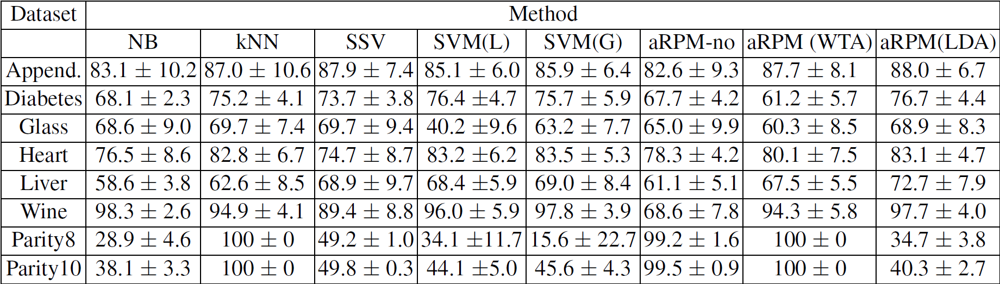 Dataset Method
NB kNN SSV SVM(L) SVM(G) aRPM-no aRPM (WTA) aRPM(LDA)
Append. 83.1 ± 10.2 87.0 ± 10.6 87.9 ± 7.4 85.1 ± 6.0 85.9 ± 6.4 82.6 ± 9.3 87.7 ± 8.1 88.0 ± 6.7
Diabetes 68.1 ± 2.3 75.2 ± 4.1 73.7 ± 3.8 76.4 ±4.7 75.7 ± 5.9 67.7 ± 4.2 61.2 ± 5.7 76.7 ± 4.4
Glass 68.6 ± 9.0 69.7 ± 7.4 69.7 ± 9.4 40.2 ±9.6 63.2 ± 7.7 65.0 ± 9.9 60.3 ± 8.5 68.9 ± 8.3
Heart 76.5 ± 8.6 82.8 ± 6.7 74.7 ± 8.7 83.2 ±6.2 83.5 ± 5.3 78.3 ± 4.2 80.1 ± 7.5 83.1 ± 4.7
Liver 58.6 ± 3.8 62.6 ± 8.5 68.9 ± 9.7 68.4 ±5.9 69.0 ± 8.4 61.1 ± 5.1 67.5 ± 5.5 72.7 ± 7.9
Wine 98.3 ± 2.6 94.9 ± 4.1 89.4 ± 8.8 96.0 ± 5.9 97.8 ± 3.9 68.6 ± 7.8 94.3 ± 5.8 97.7 ± 4.0
Parity8 28.9 ± 4.6 100 ± 0 49.2 ± 1.0 34.1 ±11.7 15.6 ± 22.7 99.2 ± 1.6 100 ± 0 34.7 ± 3.8
Parity10 38.1 ± 3.3 100 ± 0 49.8 ± 0.3 44.1 ±5.0 45.6 ± 4.3 99.5 ± 0.9 100 ± 0 40.3 ± 2.7